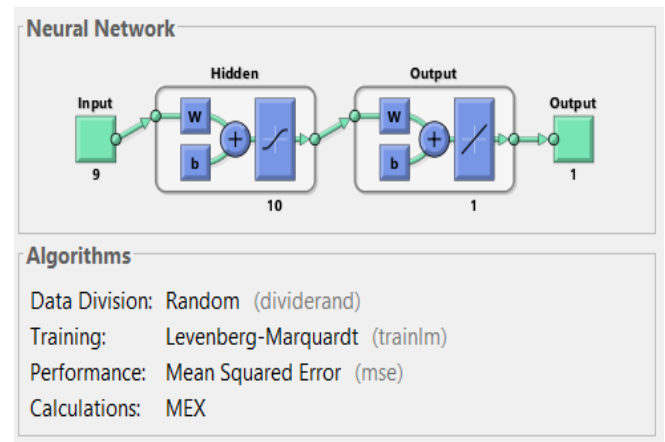 Neural Network
Hidden Output
Input Output
W b + W b +
9 10 1 1
Algorithms
Data Division: Random (dividerand)
Training: Levenberg-Marquardt (trainlm)
Performance: Mean Squared Error (mse)
Calculations: MEX